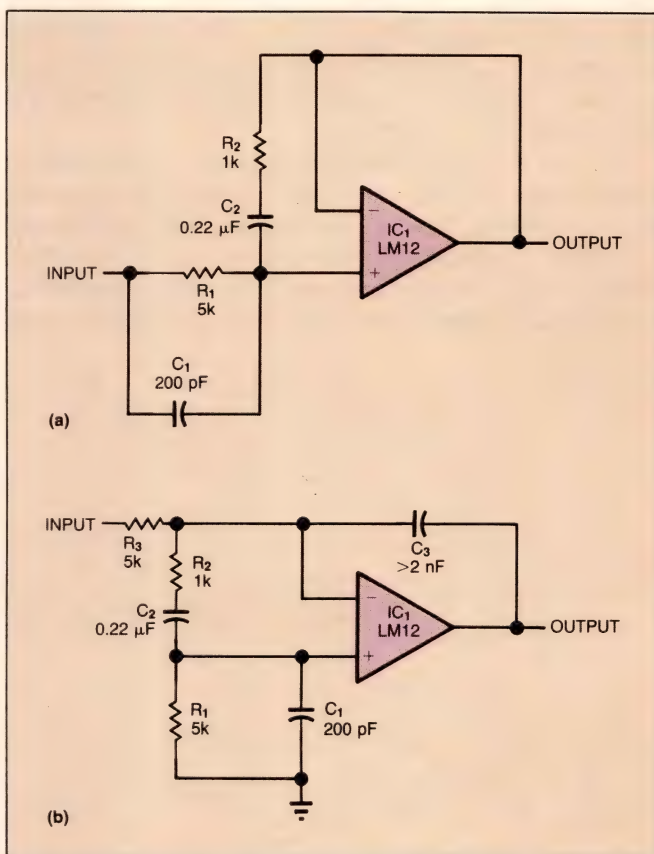 R2
1k
C2
0.22 µF
−
IC1
LM12
+
OUTPUT
INPUT
R1
5k
C1
200 pF
(a)
INPUT
R3
5k
R2
1k
C3
>2 nF
C2
0.22 µF
−
IC1
LM12
+
OUTPUT
R1
5k
C1
200 pF
(b)